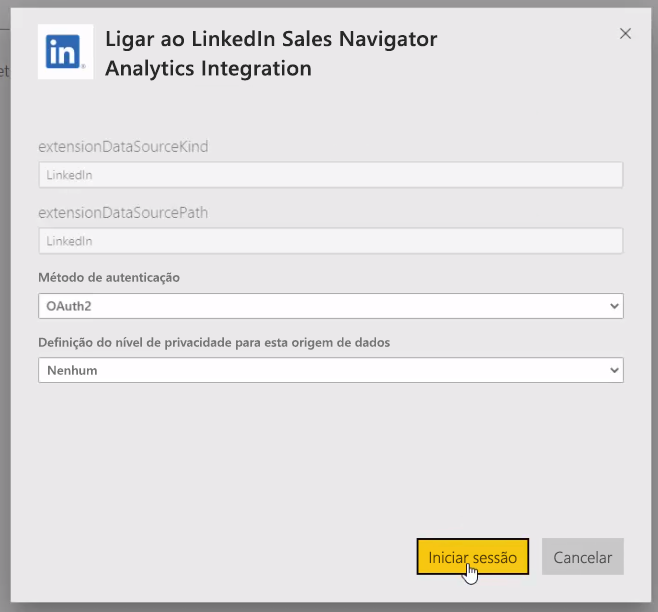 in
Ligar ao LinkedIn Sales Navigator
Analytics Integration
extensionDataSourceKind
LinkedIn
extensionDataSourcePath
LinkedIn
Método de autenticação
OAuth2
Definição do nível de privacidade para esta origem de dados
Nenhum
Iniciar sessão
Cancelar